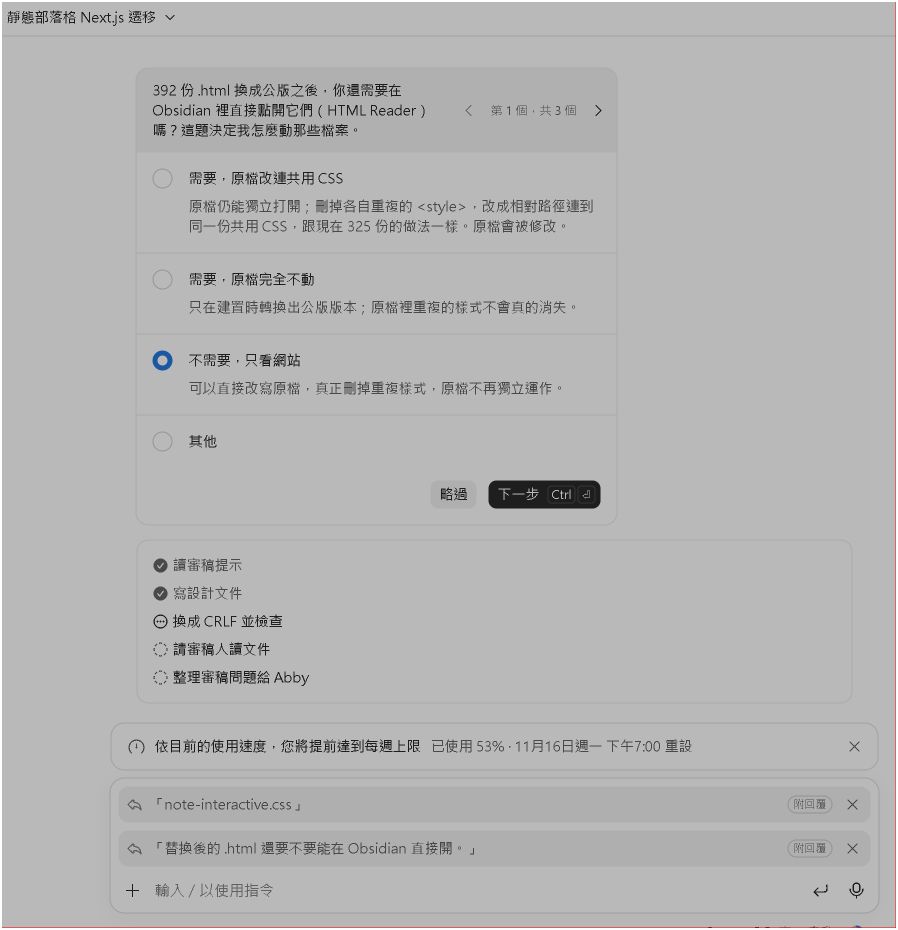 靜態部落格 Next.js 遷移
392 份 .html 換成公版之後，你還需要在
Obsidian 裡直接點開它們（HTML Reader）
嗎？這題決定我怎麼動那些檔案。
第 1 個，共 3 個
需要，原檔改連共用 CSS
原檔仍能獨立打開；刪掉各自重複的 <style>，改成相對路徑連到
同一份共用 CSS，跟現在 325 份的做法一樣。原檔會被修改。
需要，原檔完全不動
只在建置時轉換出公版版本；原檔裡重複的樣式不會真的消失。
不需要，只看網站
可以直接改寫原檔，真正刪掉重複樣式，原檔不再獨立運作。
其他
略過
下一步 Ctrl ⏎
讀審稿提示
寫設計文件
換成 CRLF 並檢查
請審稿人讀文件
整理審稿問題給 Abby
依目前的使用速度，您將提前達到每週上限 已使用 53% · 11月16日週一 下午7:00 重設
「note-interactive.css」 附回覆
「替換後的 .html 還要不要能在 Obsidian 直接開。」 附回覆
輸入 / 以使用指令